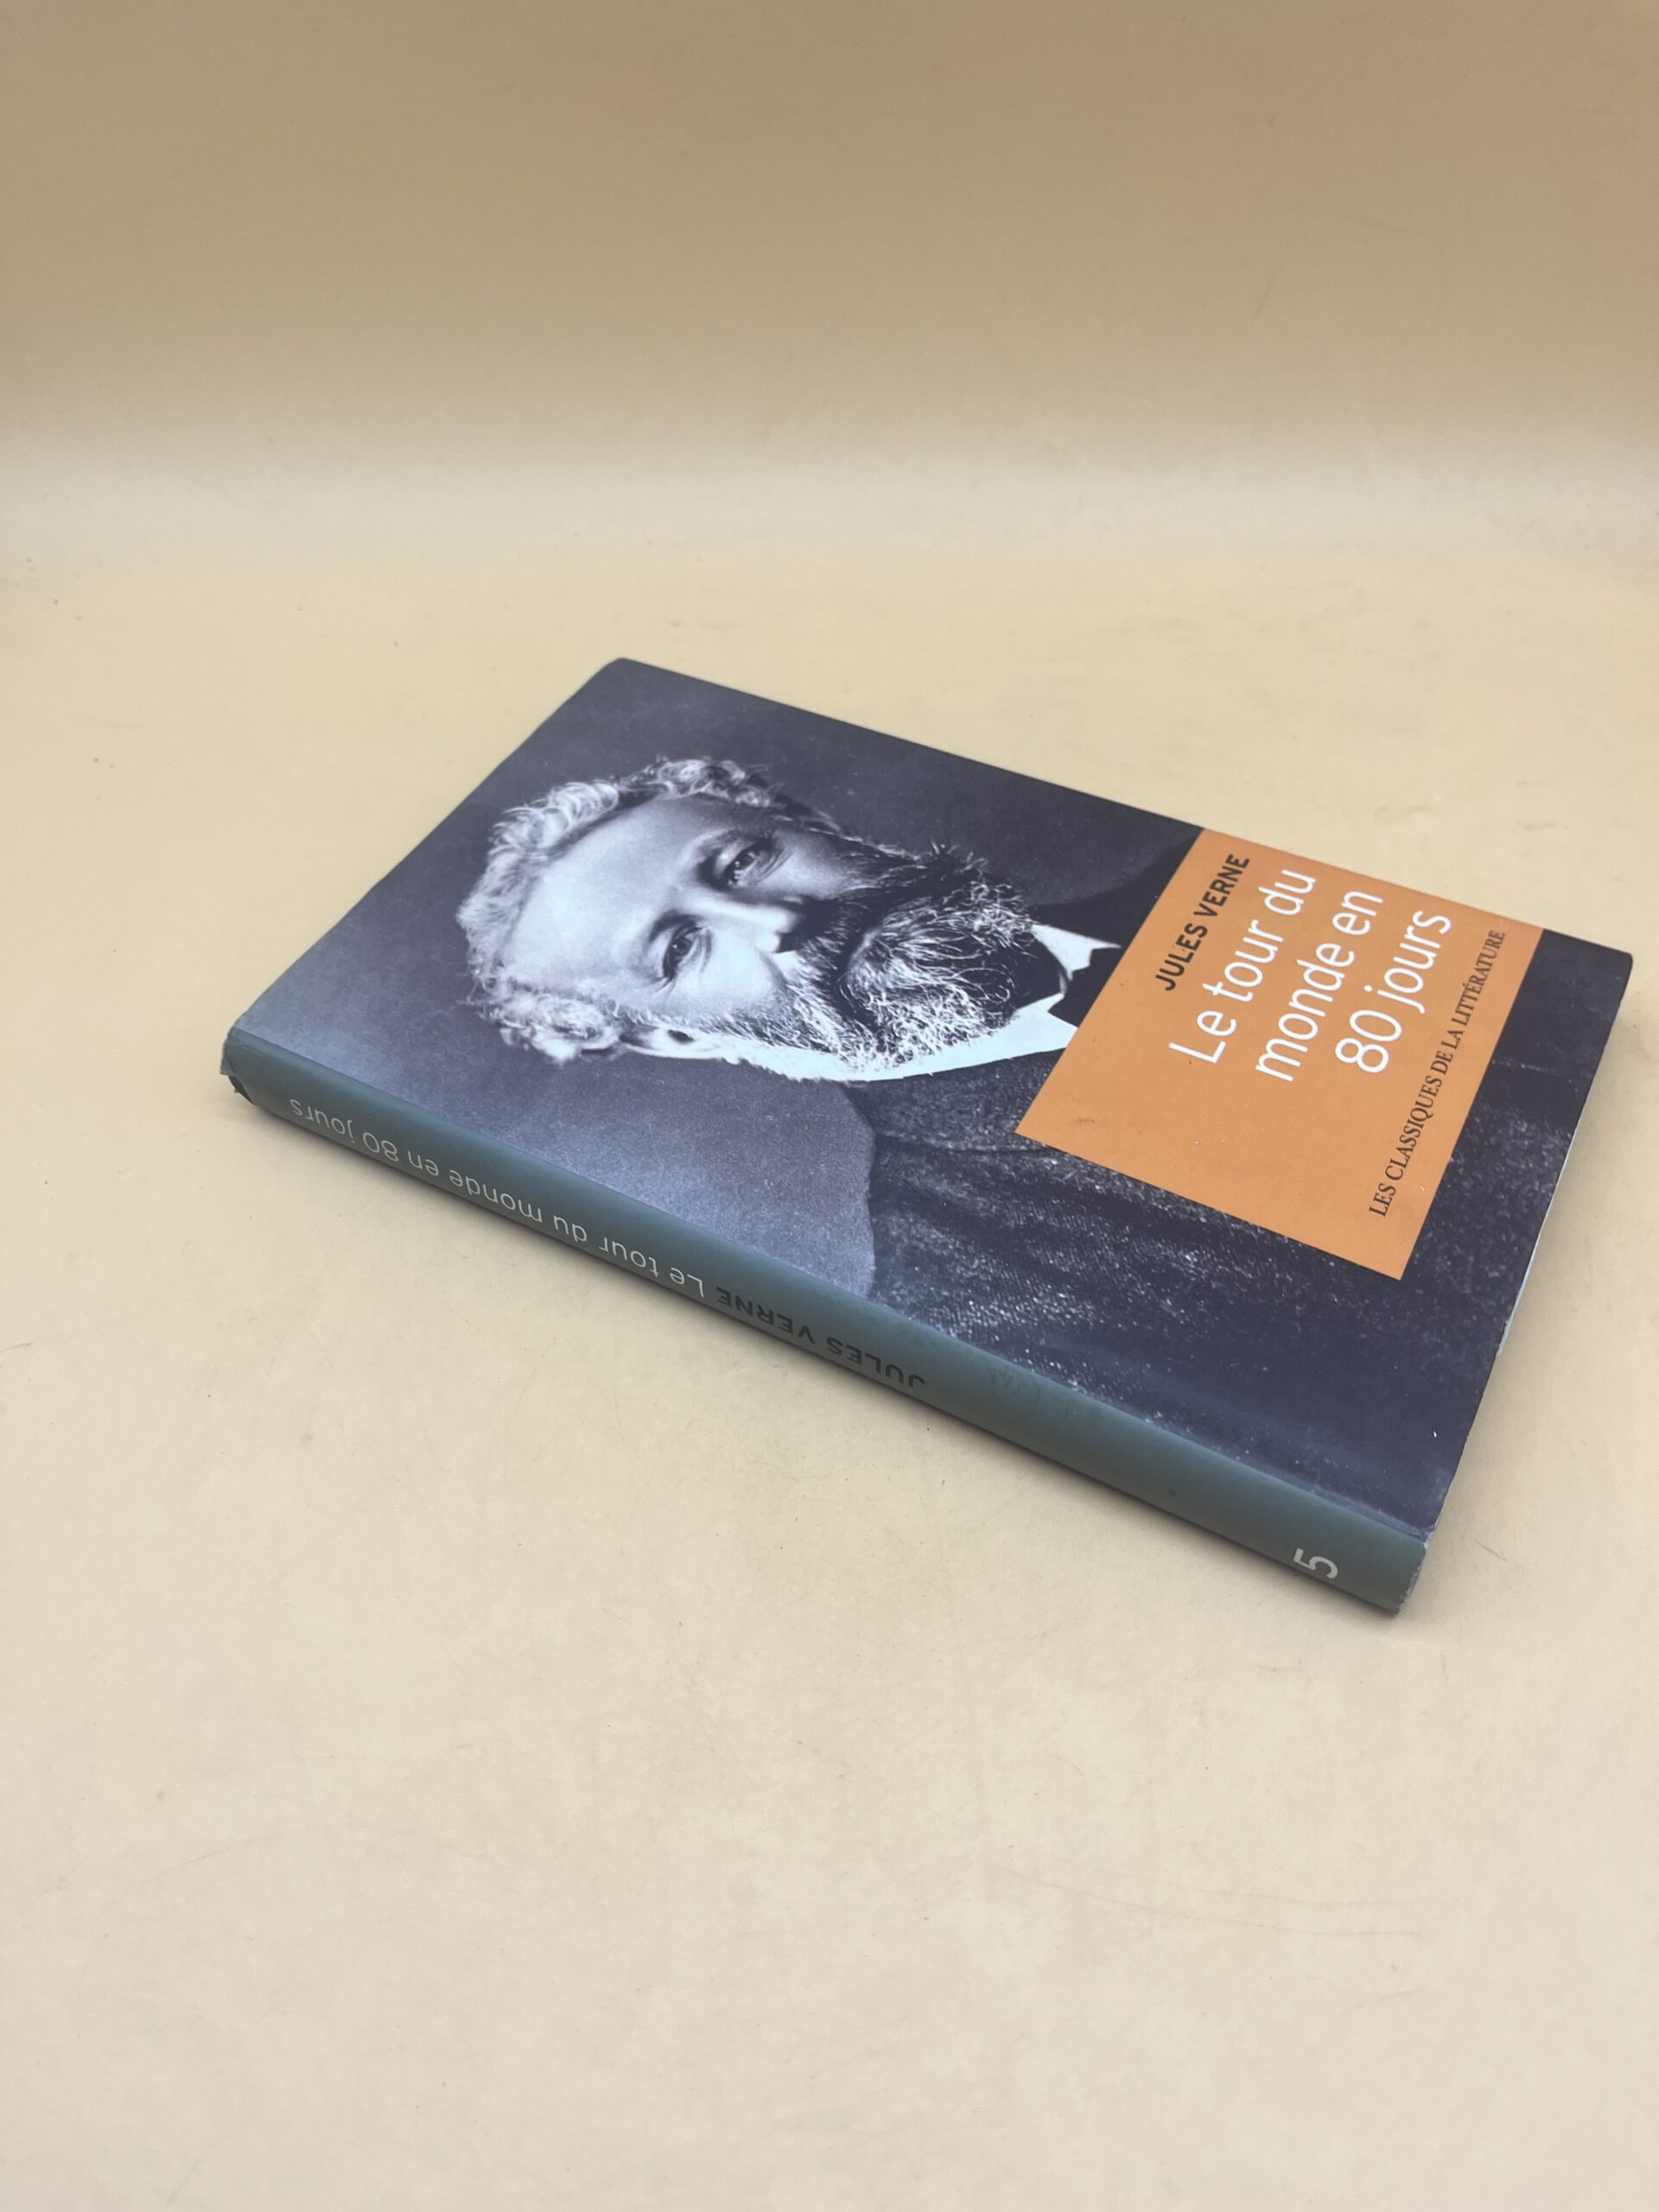 JULES VERNE
Le tour du
monde en
80 jours
LES CLASSIQUES DE LA LITTÉRATURE
JULES VERNE Le tour du monde en 80 jours
5